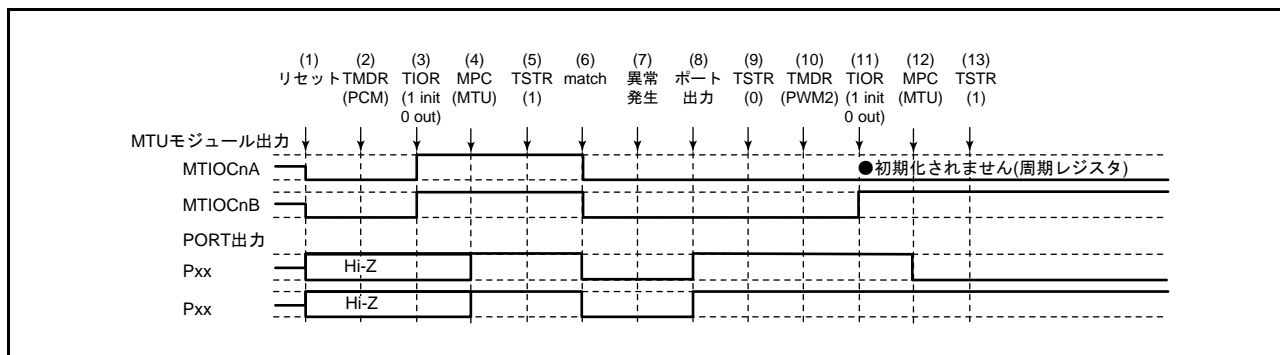 (1) (2) (3) (4) (5) (6) (7) (8) (9) (10) (11) (12) (13)
リセット TMDR TIOR MPC TSTR match 異常 ポート TSTR TMDR TIOR MPC TSTR
(PCM) (1 init (MTU) (1) 発生 出力 (0) (PWM2) (1 init (MTU) (1)
0 out) 0 out)
MTUモジュール出力
MTIOCnA ●初期化されません(周期レジスタ)
MTIOCnB
PORT出力
Pxx Hi-Z
Pxx Hi-Z